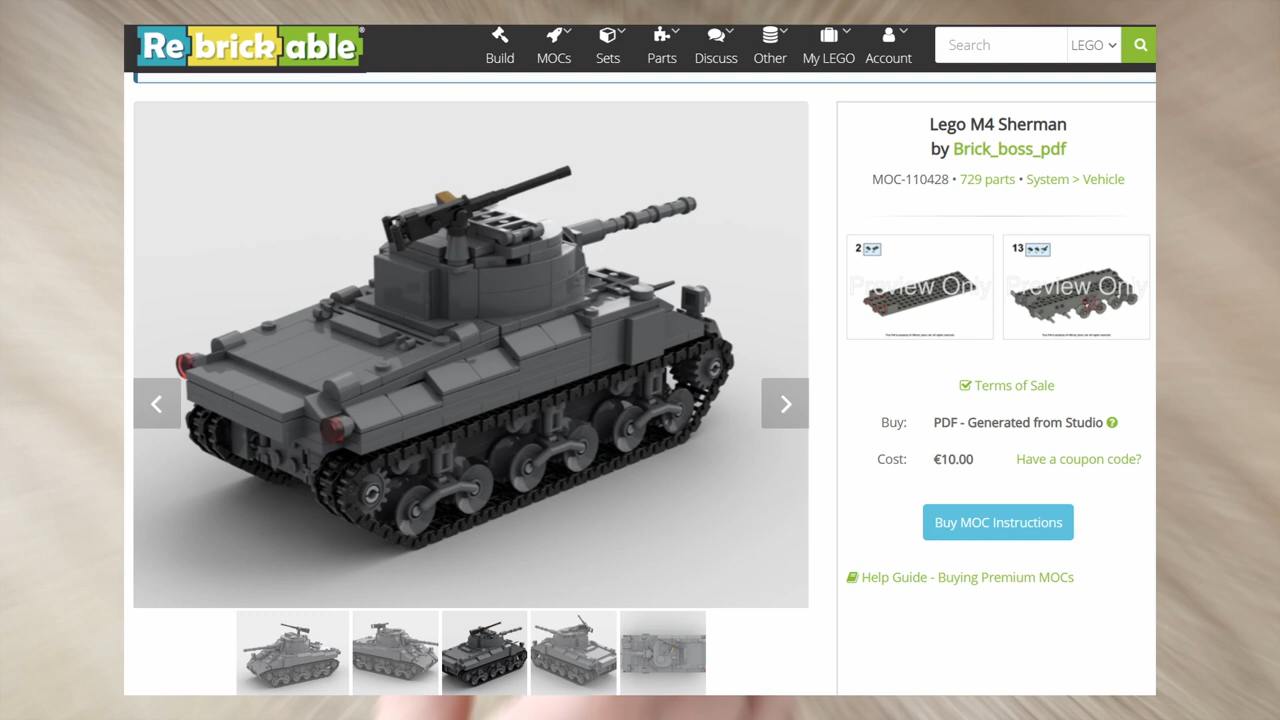 Rebrickable®
Build MOCs Sets Parts Discuss Other My LEGO Account
Search LEGO
Lego M4 Sherman
by Brick_boss_pdf
MOC-110428 • 729 parts • System > Vehicle
2 13
Preview Only Preview Only
Terms of Sale
Buy: PDF - Generated from Studio ?
Cost: €10.00 Have a coupon code?
Buy MOC Instructions
Help Guide - Buying Premium MOCs